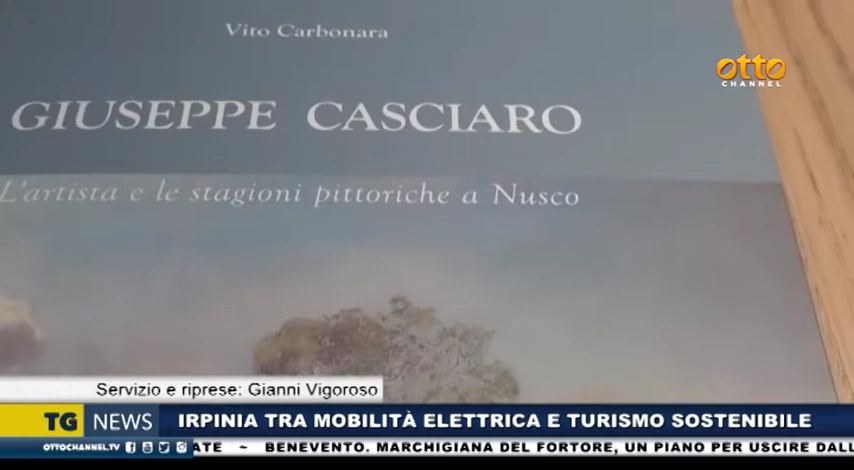 Vito Carbonara
otto
CHANNEL
GIUSEPPE CASCIARO
L'artista e le stagioni pittoriche a Nusco
Servizio e riprese: Gianni Vigoroso
TG NEWS
IRPINIA TRA MOBILITÀ ELETTRICA E TURISMO SOSTENIBILE
OTTOCHANNEL.TV
ATE ~ BENEVENTO. MARCHIGIANA DEL FORTORE, UN PIANO PER USCIRE DALL